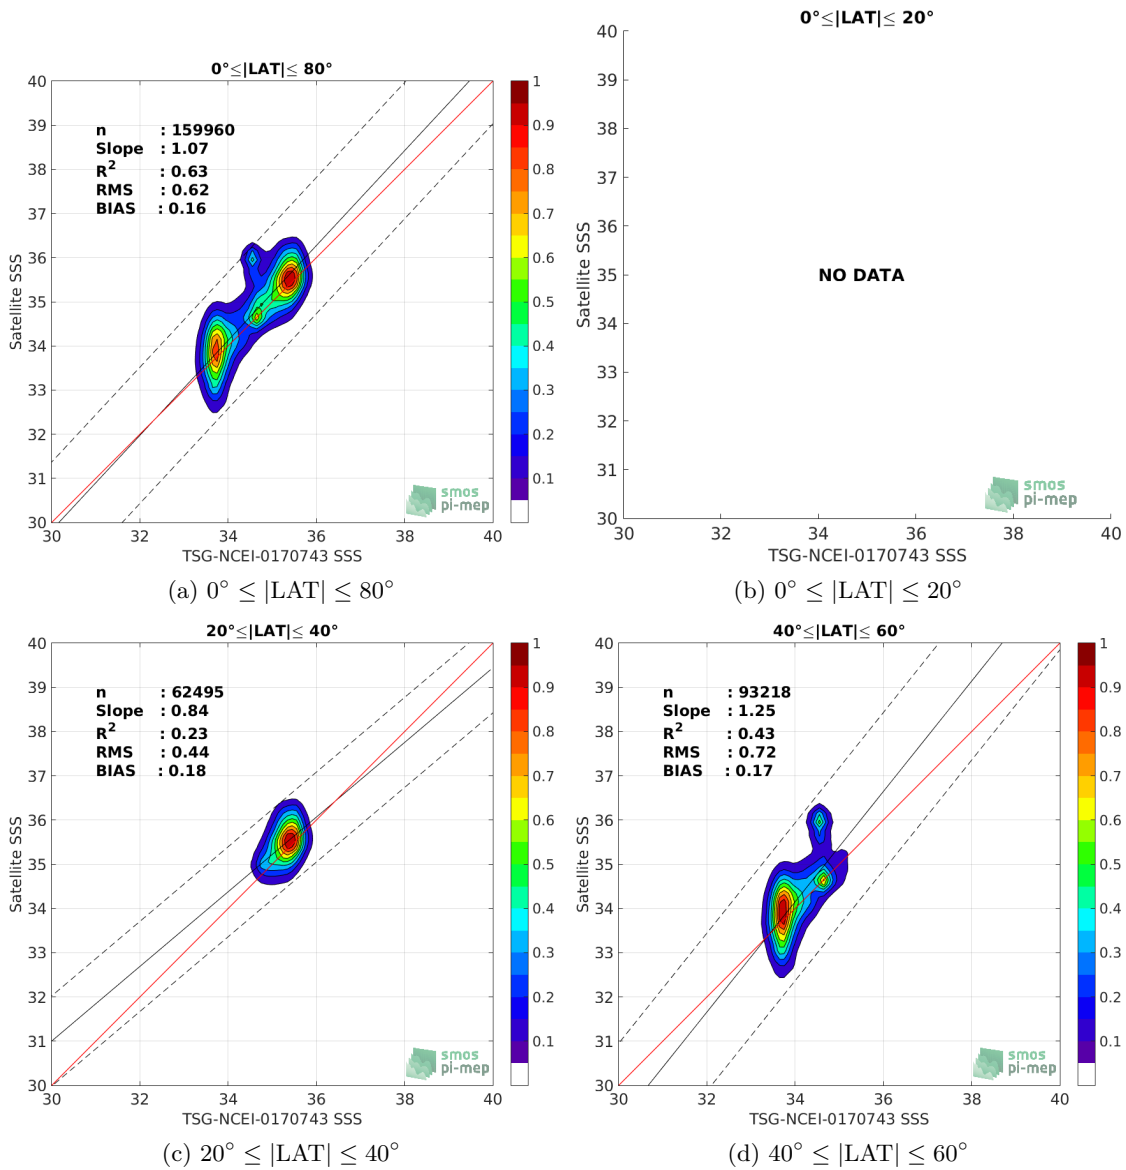 0°≤|LAT|≤ 80°
40
39
38
37
36
35
34
33
32
31
30
Satellite SSS
n : 159960
Slope : 1.07
R² : 0.63
RMS : 0.62
BIAS : 0.16
smos
pi-mep
30 32 34 36 38 40
TSG-NCEI-0170743 SSS
1
0.9
0.8
0.7
0.6
0.5
0.4
0.3
0.2
0.1
(a) 0° ≤ |LAT| ≤ 80°
0°≤|LAT|≤ 20°
40
39
38
37
36
35
34
33
32
31
30
Satellite SSS
NO DATA
smos
pi-mep
30 32 34 36 38 40
TSG-NCEI-0170743 SSS
(b) 0° ≤ |LAT| ≤ 20°
20°≤|LAT|≤ 40°
40
39
38
37
36
35
34
33
32
31
30
Satellite SSS
n : 62495
Slope : 0.84
R² : 0.23
RMS : 0.44
BIAS : 0.18
smos
pi-mep
30 32 34 36 38 40
TSG-NCEI-0170743 SSS
1
0.9
0.8
0.7
0.6
0.5
0.4
0.3
0.2
0.1
(c) 20° ≤ |LAT| ≤ 40°
40°≤|LAT|≤ 60°
40
39
38
37
36
35
34
33
32
31
30
Satellite SSS
n : 93218
Slope : 1.25
R² : 0.43
RMS : 0.72
BIAS : 0.17
smos
pi-mep
30 32 34 36 38 40
TSG-NCEI-0170743 SSS
1
0.9
0.8
0.7
0.6
0.5
0.4
0.3
0.2
0.1
(d) 40° ≤ |LAT| ≤ 60°